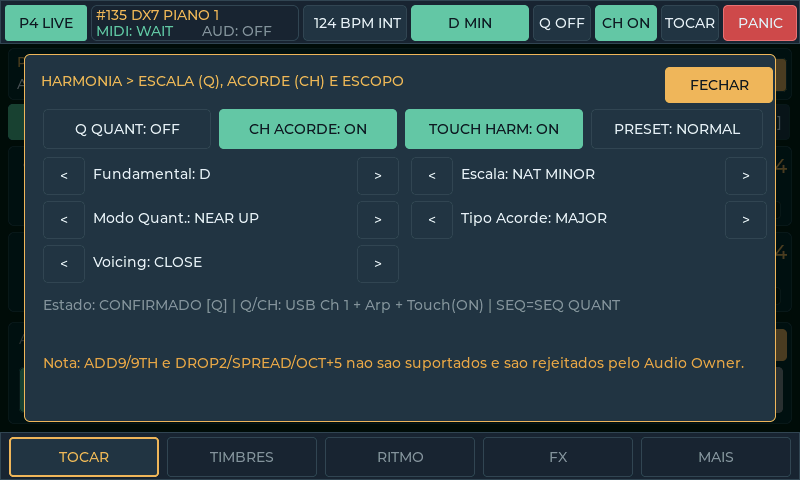 P4 LIVE
#135 DX7 PIANO 1
MIDI: WAIT AUD: OFF
124 BPM INT
D MIN
Q OFF
CH ON
TOCAR
PANIC
HARMONIA > ESCALA (Q), ACORDE (CH) E ESCOPO
FECHAR
Q QUANT: OFF
CH ACORDE: ON
TOUCH HARM: ON
PRESET: NORMAL
< Fundamental: D >
< Escala: NAT MINOR >
< Modo Quant.: NEAR UP >
< Tipo Acorde: MAJOR >
< Voicing: CLOSE >
Estado: CONFIRMADO [Q] | Q/CH: USB Ch 1 + Arp + Touch(ON) | SEQ=SEQ QUANT
Nota: ADD9/9TH e DROP2/SPREAD/OCT+5 nao sao suportados e sao rejeitados pelo Audio Owner.
TOCAR
TIMBRES
RITMO
FX
MAIS